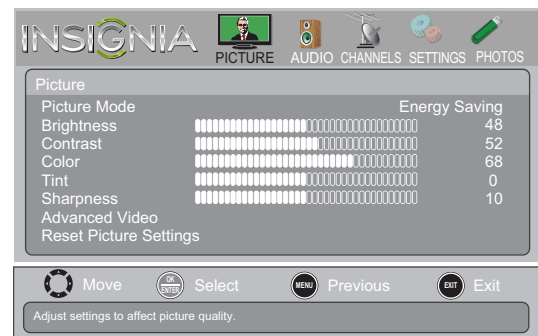 INSIGNIA
PICTURE AUDIO CHANNELS SETTINGS PHOTOS
Picture
Picture Mode Energy Saving
Brightness 48
Contrast 52
Color 68
Tint 0
Sharpness 10
Advanced Video
Reset Picture Settings
Move OK ENTER Select MENU Previous EXIT Exit
Adjust settings to affect picture quality.